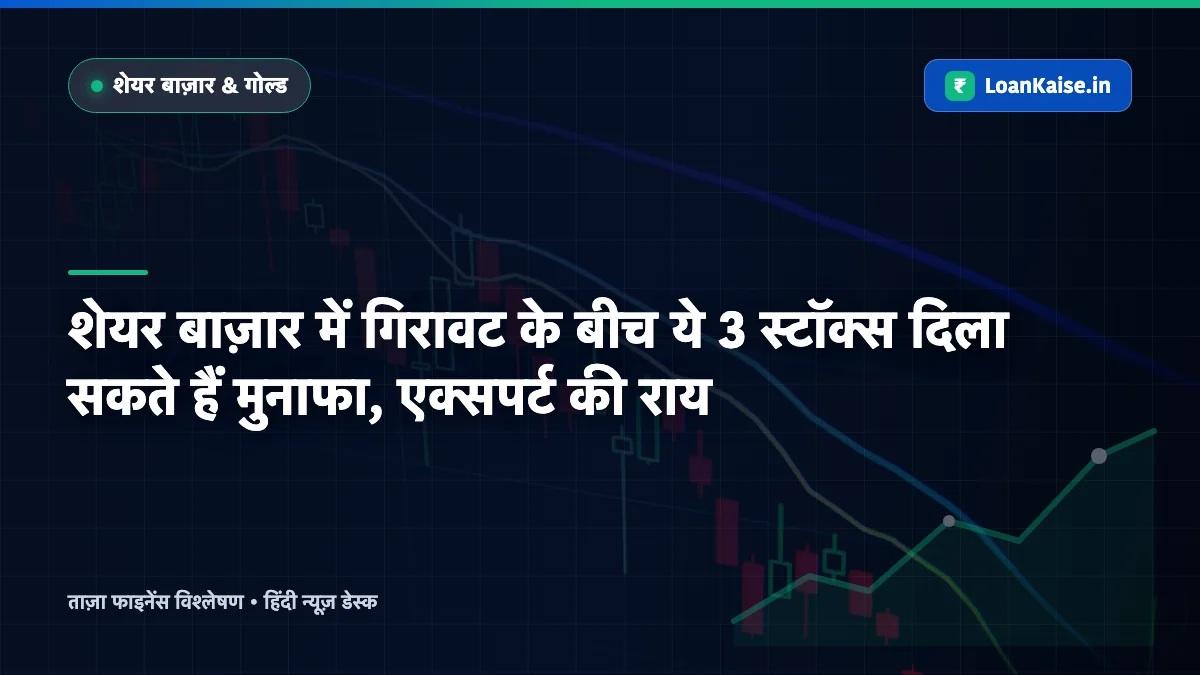 शेयर बाज़ार & गोल्ड
₹ LoanKaise.in
शेयर बाज़ार में गिरावट के बीच ये 3 स्टॉक्स दिला
सकते हैं मुनाफा, एक्सपर्ट की राय
ताज़ा फाइनेंस विश्लेषण • हिंदी न्यूज़ डेस्क